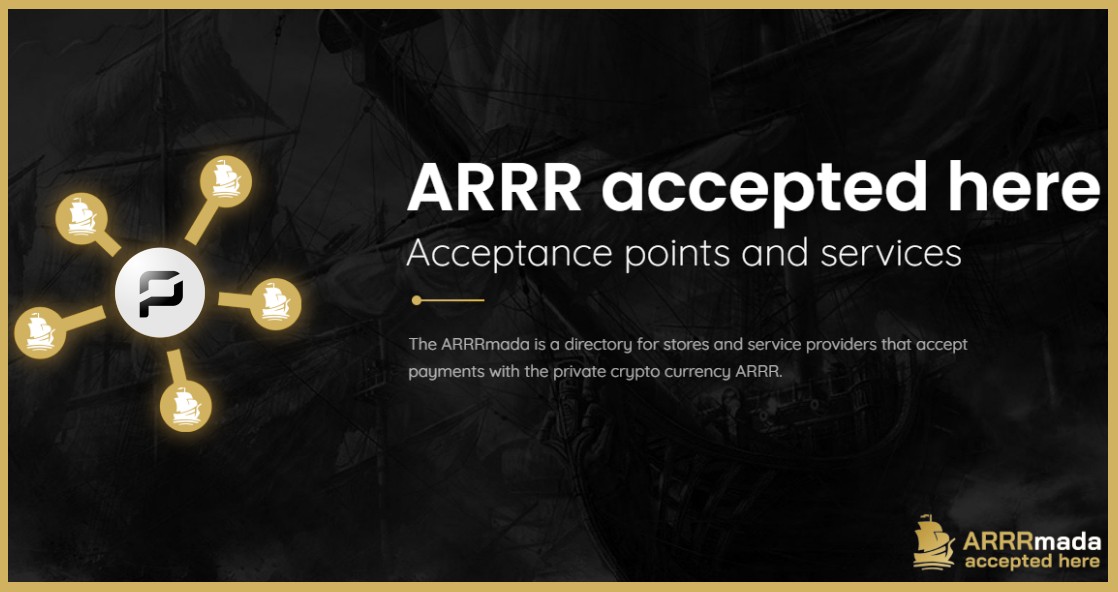 ARRR accepted here
Acceptance points and services
The ARRRmada is a directory for stores and service providers that accept
payments with the private crypto currency ARRR.
ARRRmada
accepted here